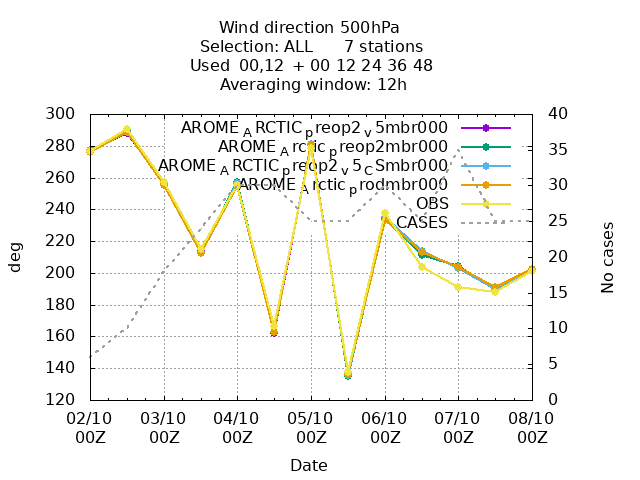 Wind direction 500hPa
Selection: ALL 7 stations
Used 00,12 + 00 12 24 36 48
Averaging window: 12h
300
280
260
240
220
200
180
160
140
120
deg
40
35
30
25
20
15
10
5
0
No cases
AROME_ARCTIC_preop2_v5mbr000
AROME_Arctic_preop2mbr000
AROME_ARCTIC_preop2_v5_CSmbr000
AROME_Arctic_prodmbr000
OBS
CASES
02/10 03/10 04/10 05/10 06/10 07/10 08/10
00Z 00Z 00Z 00Z 00Z 00Z 00Z
Date